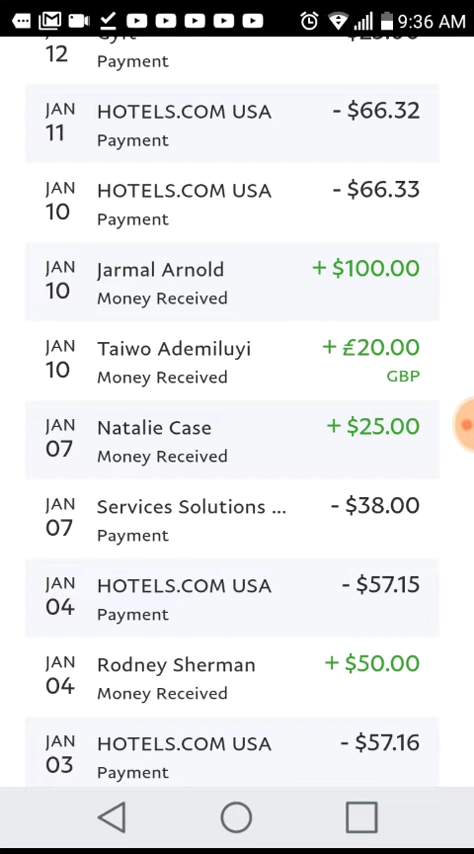 9:36 AM
12
Payment
JAN
11
HOTELS.COM USA
- $66.32
Payment
JAN
10
HOTELS.COM USA
- $66.33
Payment
JAN
10
Jarmal Arnold
+ $100.00
Money Received
JAN
10
Taiwo Ademiluyi
+ £20.00
Money Received
GBP
JAN
07
Natalie Case
+ $25.00
Money Received
JAN
07
Services Solutions ...
- $38.00
Payment
JAN
04
HOTELS.COM USA
- $57.15
Payment
JAN
04
Rodney Sherman
+ $50.00
Money Received
JAN
03
HOTELS.COM USA
- $57.16
Payment